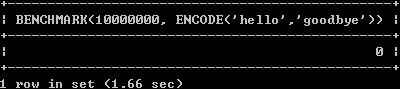 +------------------------------------------------+
| BENCHMARK(10000000, ENCODE('hello','goodbye')) |
+------------------------------------------------+
|                                              0 |
+------------------------------------------------+
1 row in set (1.66 sec)